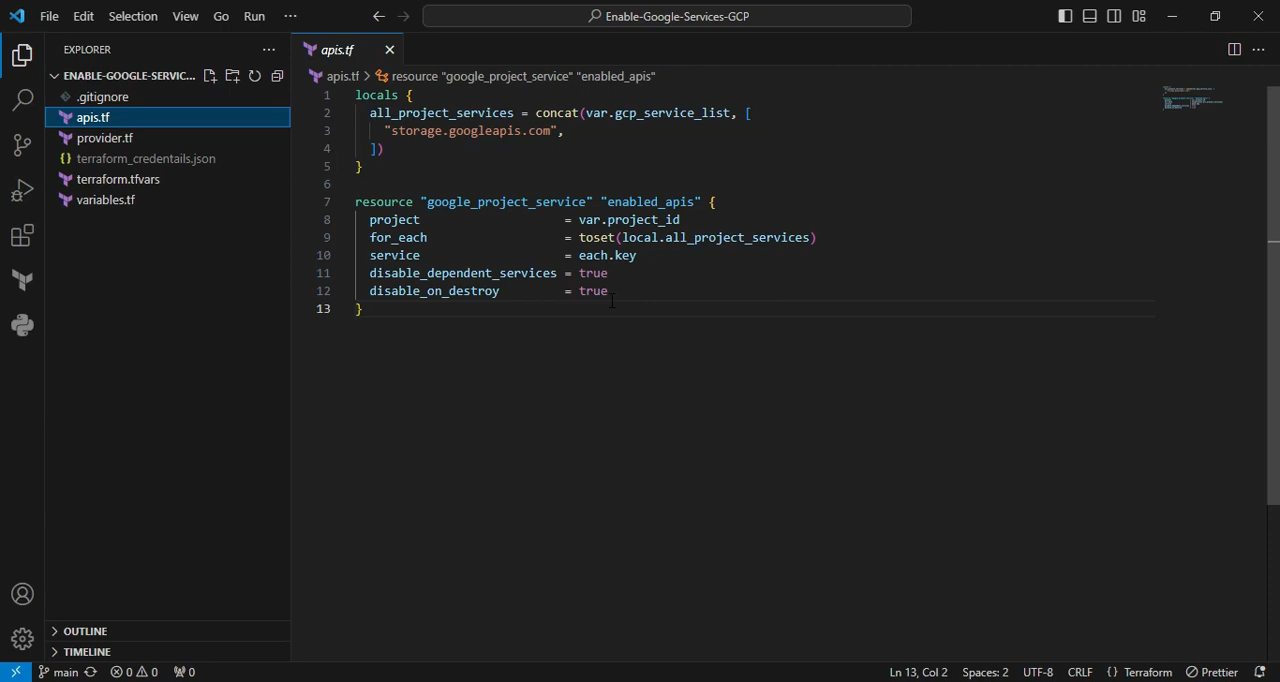 File Edit Selection View Go Run ···
Enable-Google-Services-GCP
EXPLORER
ENABLE-GOOGLE-SERVIC...
.gitignore
apis.tf
provider.tf
{} terraform_credentails.json
terraform.tfvars
variables.tf
OUTLINE
TIMELINE
apis.tf
apis.tf > resource "google_project_service" "enabled_apis"
1 locals {
2 all_project_services = concat(var.gcp_service_list, [
3 "storage.googleapis.com",
4 ])
5 }
6
7 resource "google_project_service" "enabled_apis" {
8 project = var.project_id
9 for_each = toset(local.all_project_services)
10 service = each.key
11 disable_dependent_services = true
12 disable_on_destroy = true
13 }
main 0 0 0 Ln 13, Col 2 Spaces: 2 UTF-8 CRLF {} Terraform Prettier